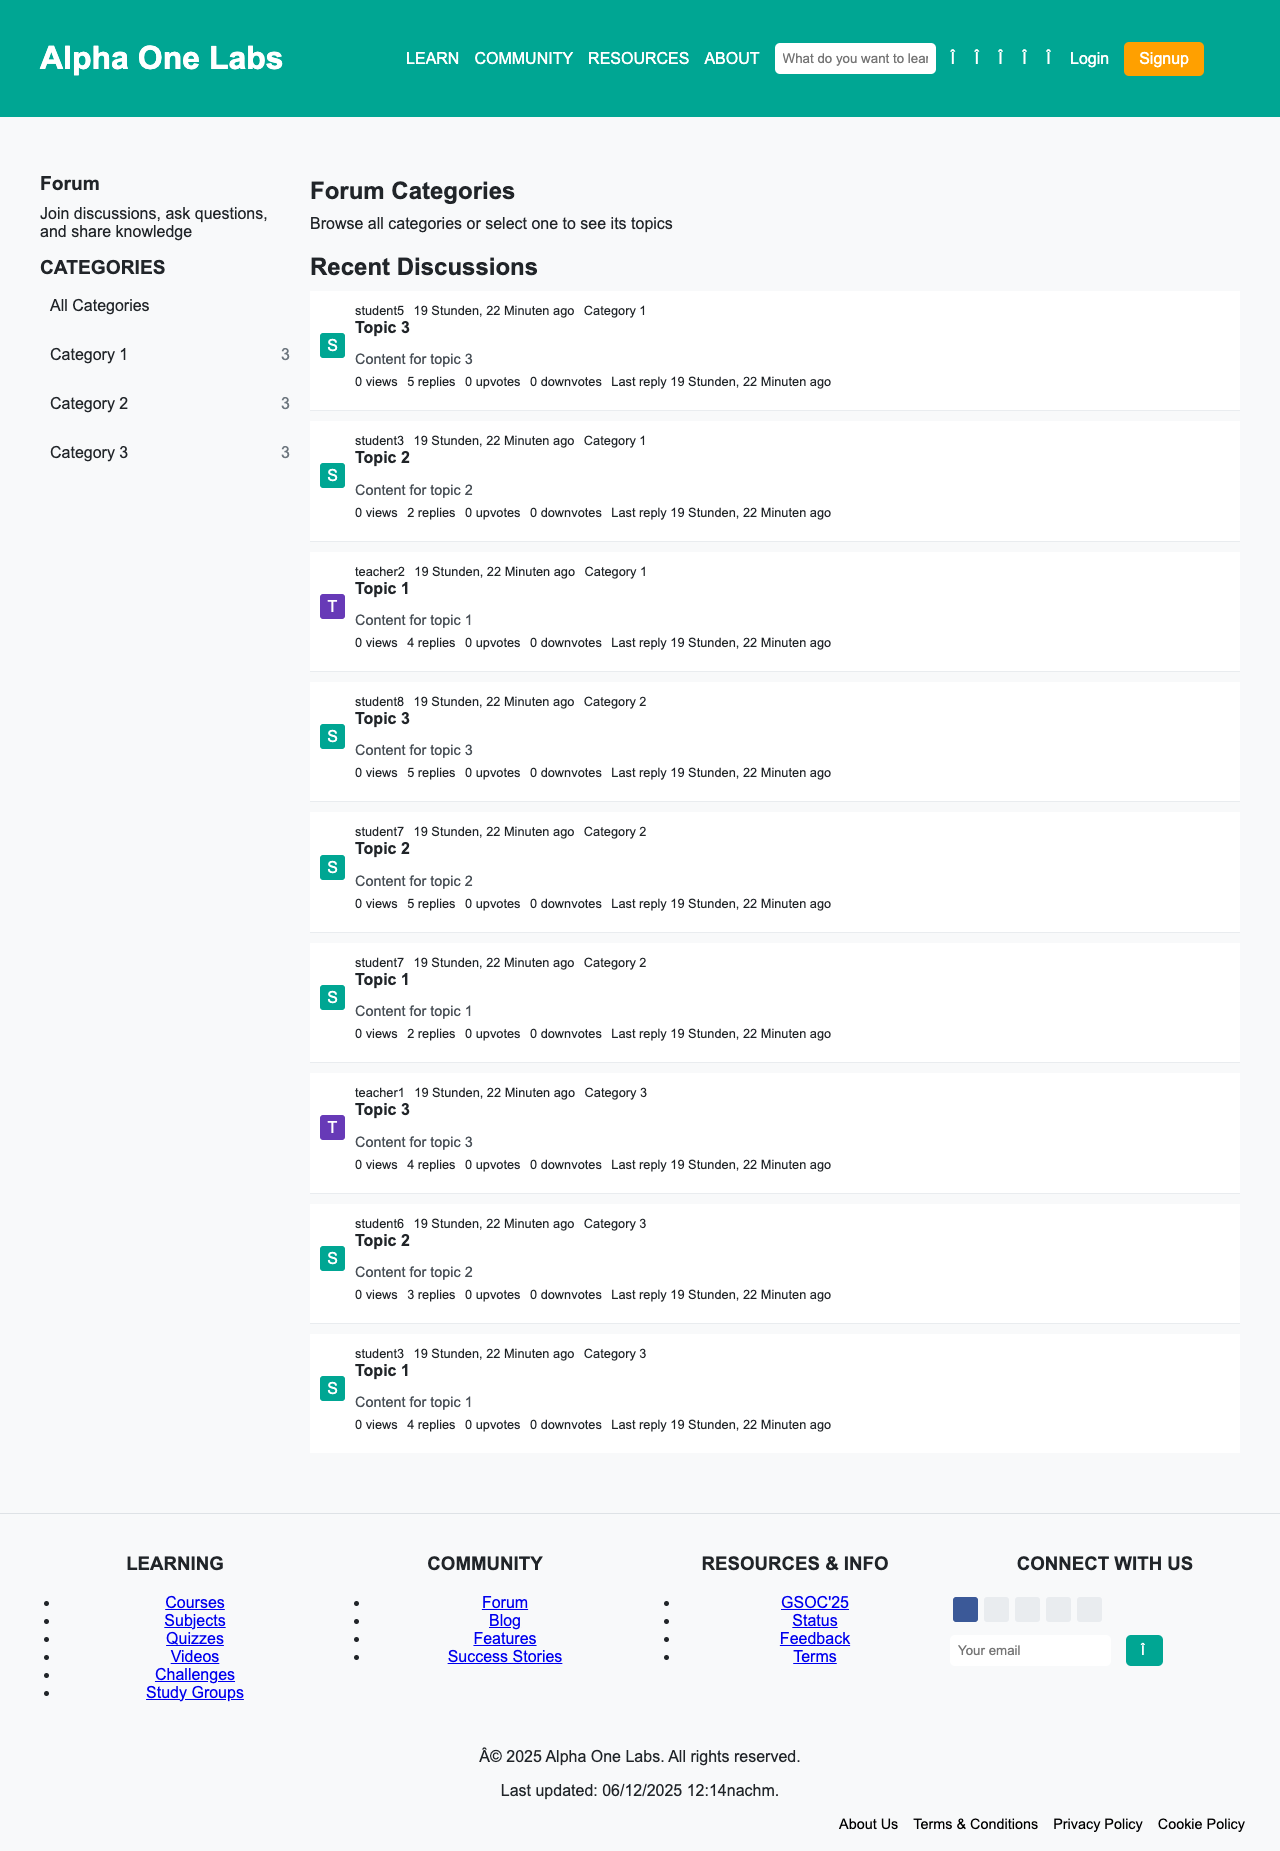 Alpha One Labs
LEARN COMMUNITY RESOURCES ABOUT What do you want to lear Î Î Î Î Î Login Signup
Forum
Join discussions, ask questions,
and share knowledge
CATEGORIES
All Categories
Category 1 3
Category 2 3
Category 3 3
Forum Categories
Browse all categories or select one to see its topics
Recent Discussions
student5 19 Stunden, 22 Minuten ago Category 1
S
Topic 3
Content for topic 3
0 views 5 replies 0 upvotes 0 downvotes Last reply 19 Stunden, 22 Minuten ago
student3 19 Stunden, 22 Minuten ago Category 1
S
Topic 2
Content for topic 2
0 views 2 replies 0 upvotes 0 downvotes Last reply 19 Stunden, 22 Minuten ago
teacher2 19 Stunden, 22 Minuten ago Category 1
T
Topic 1
Content for topic 1
0 views 4 replies 0 upvotes 0 downvotes Last reply 19 Stunden, 22 Minuten ago
student8 19 Stunden, 22 Minuten ago Category 2
S
Topic 3
Content for topic 3
0 views 5 replies 0 upvotes 0 downvotes Last reply 19 Stunden, 22 Minuten ago
student7 19 Stunden, 22 Minuten ago Category 2
S
Topic 2
Content for topic 2
0 views 5 replies 0 upvotes 0 downvotes Last reply 19 Stunden, 22 Minuten ago
student7 19 Stunden, 22 Minuten ago Category 2
S
Topic 1
Content for topic 1
0 views 2 replies 0 upvotes 0 downvotes Last reply 19 Stunden, 22 Minuten ago
teacher1 19 Stunden, 22 Minuten ago Category 3
T
Topic 3
Content for topic 3
0 views 4 replies 0 upvotes 0 downvotes Last reply 19 Stunden, 22 Minuten ago
student6 19 Stunden, 22 Minuten ago Category 3
S
Topic 2
Content for topic 2
0 views 3 replies 0 upvotes 0 downvotes Last reply 19 Stunden, 22 Minuten ago
student3 19 Stunden, 22 Minuten ago Category 3
S
Topic 1
Content for topic 1
0 views 4 replies 0 upvotes 0 downvotes Last reply 19 Stunden, 22 Minuten ago
LEARNING
Courses
Subjects
Quizzes
Videos
Challenges
Study Groups
COMMUNITY
Forum
Blog
Features
Success Stories
RESOURCES & INFO
GSOC'25
Status
Feedback
Terms
CONNECT WITH US
Your email Î
Â© 2025 Alpha One Labs. All rights reserved.
Last updated: 06/12/2025 12:14nachm.
About Us Terms & Conditions Privacy Policy Cookie Policy